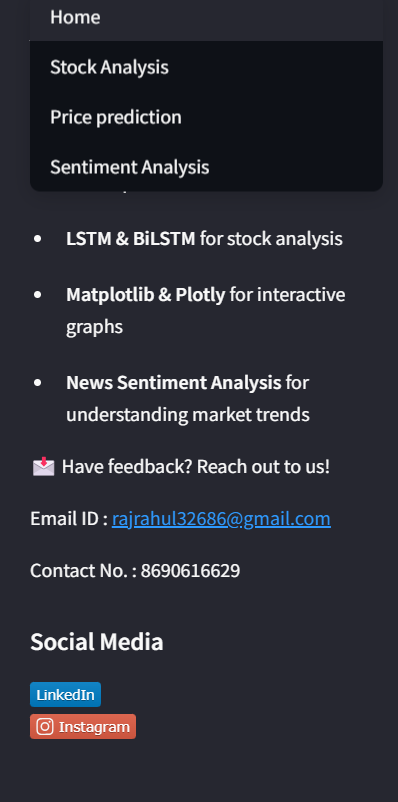 Home
Stock Analysis
Price prediction
Sentiment Analysis
LSTM & BiLSTM for stock analysis
Matplotlib & Plotly for interactive
graphs
News Sentiment Analysis for
understanding market trends
Have feedback? Reach out to us!
Email ID : rajrahul32686@gmail.com
Contact No. : 8690616629
Social Media
LinkedIn
Instagram